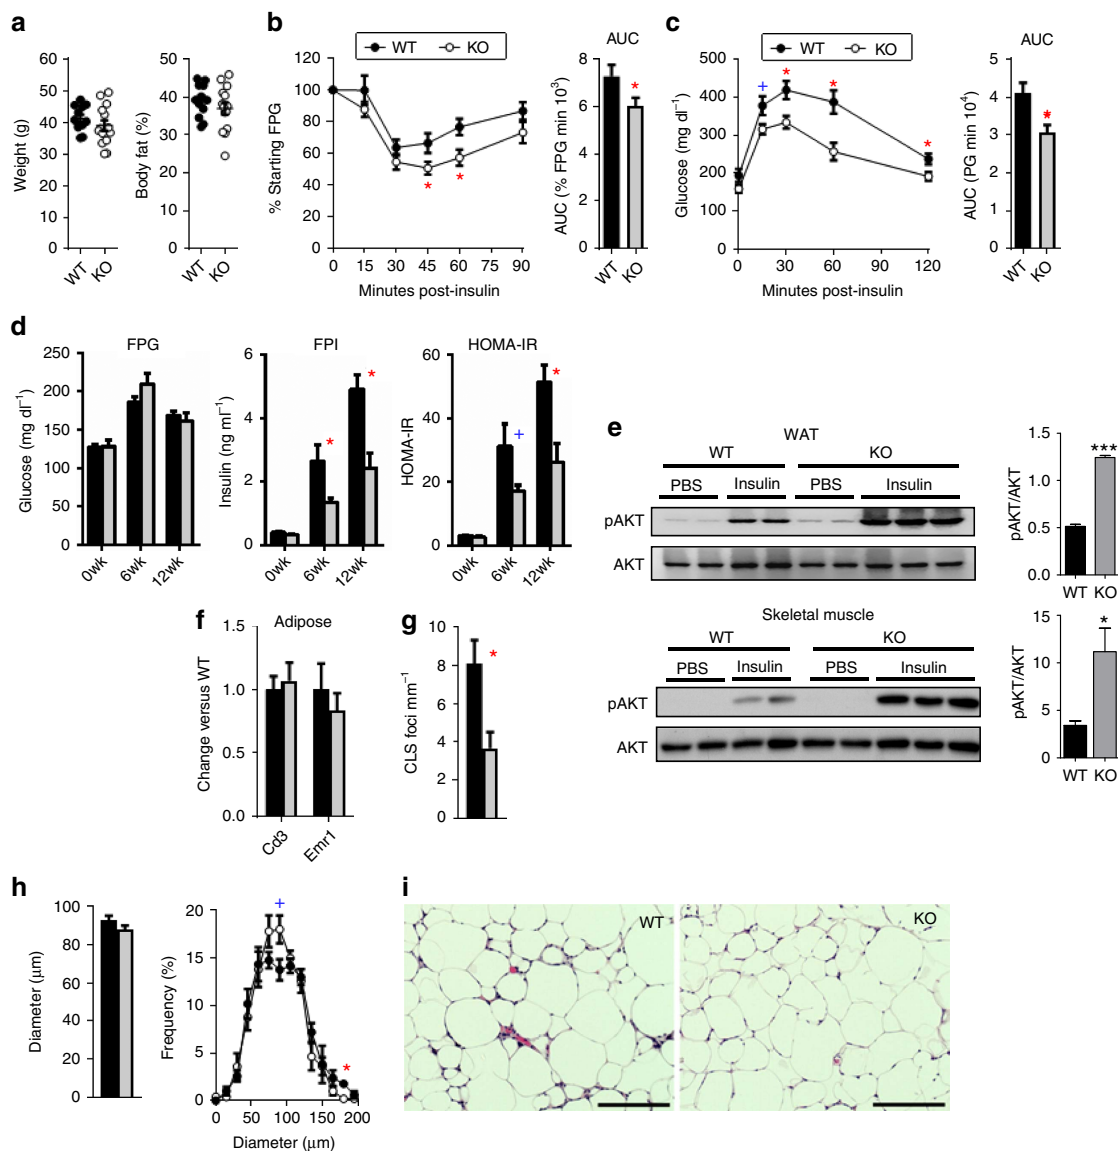 a
Weight (g)
60
50
40
30
20
10
0
WT
KO
Body fat (%)
50
40
30
20
10
0
WT
KO
b
WT
KO
% Starting FPG
120
100
80
60
40
20
0
0 15 30 45 60 75 90
Minutes post-insulin
* *
AUC
AUC (% FPG min 10³)
8
6
4
2
0
*
WT
KO
c
WT
KO
Glucose (mg dl⁻¹)
500
400
300
200
100
0
+ * * *
0 30 60 90 120
Minutes post-insulin
AUC
AUC (PG min 10⁴)
5
4
3
2
1
0
*
WT
KO
d
FPG
Glucose (mg dl⁻¹)
250
200
150
100
50
0
0wk 6wk 12wk
FPI
Insulin (ng ml⁻¹)
6
4
2
0
* *
0wk 6wk 12wk
HOMA-IR
HOMA-IR
60
40
20
0
+ *
0wk 6wk 12wk
e
WAT
WT KO
PBS Insulin PBS Insulin
pAKT
AKT
pAKT/AKT
1.5
1.0
0.5
0.0
***
WT KO
Skeletal muscle
WT KO
PBS Insulin PBS Insulin
pAKT
AKT
pAKT/AKT
15
10
5
0
*
WT KO
f
Adipose
Change versus WT
1.5
1.0
0.5
0.0
Cd3
Emr1
g
CLS foci mm⁻¹
10
8
6
4
2
0
*
h
Diameter (μm)
100
80
60
40
20
0
Frequency (%)
20
15
10
5
0
+
*
0 50 100 150 200
Diameter (μm)
i
WT
KO